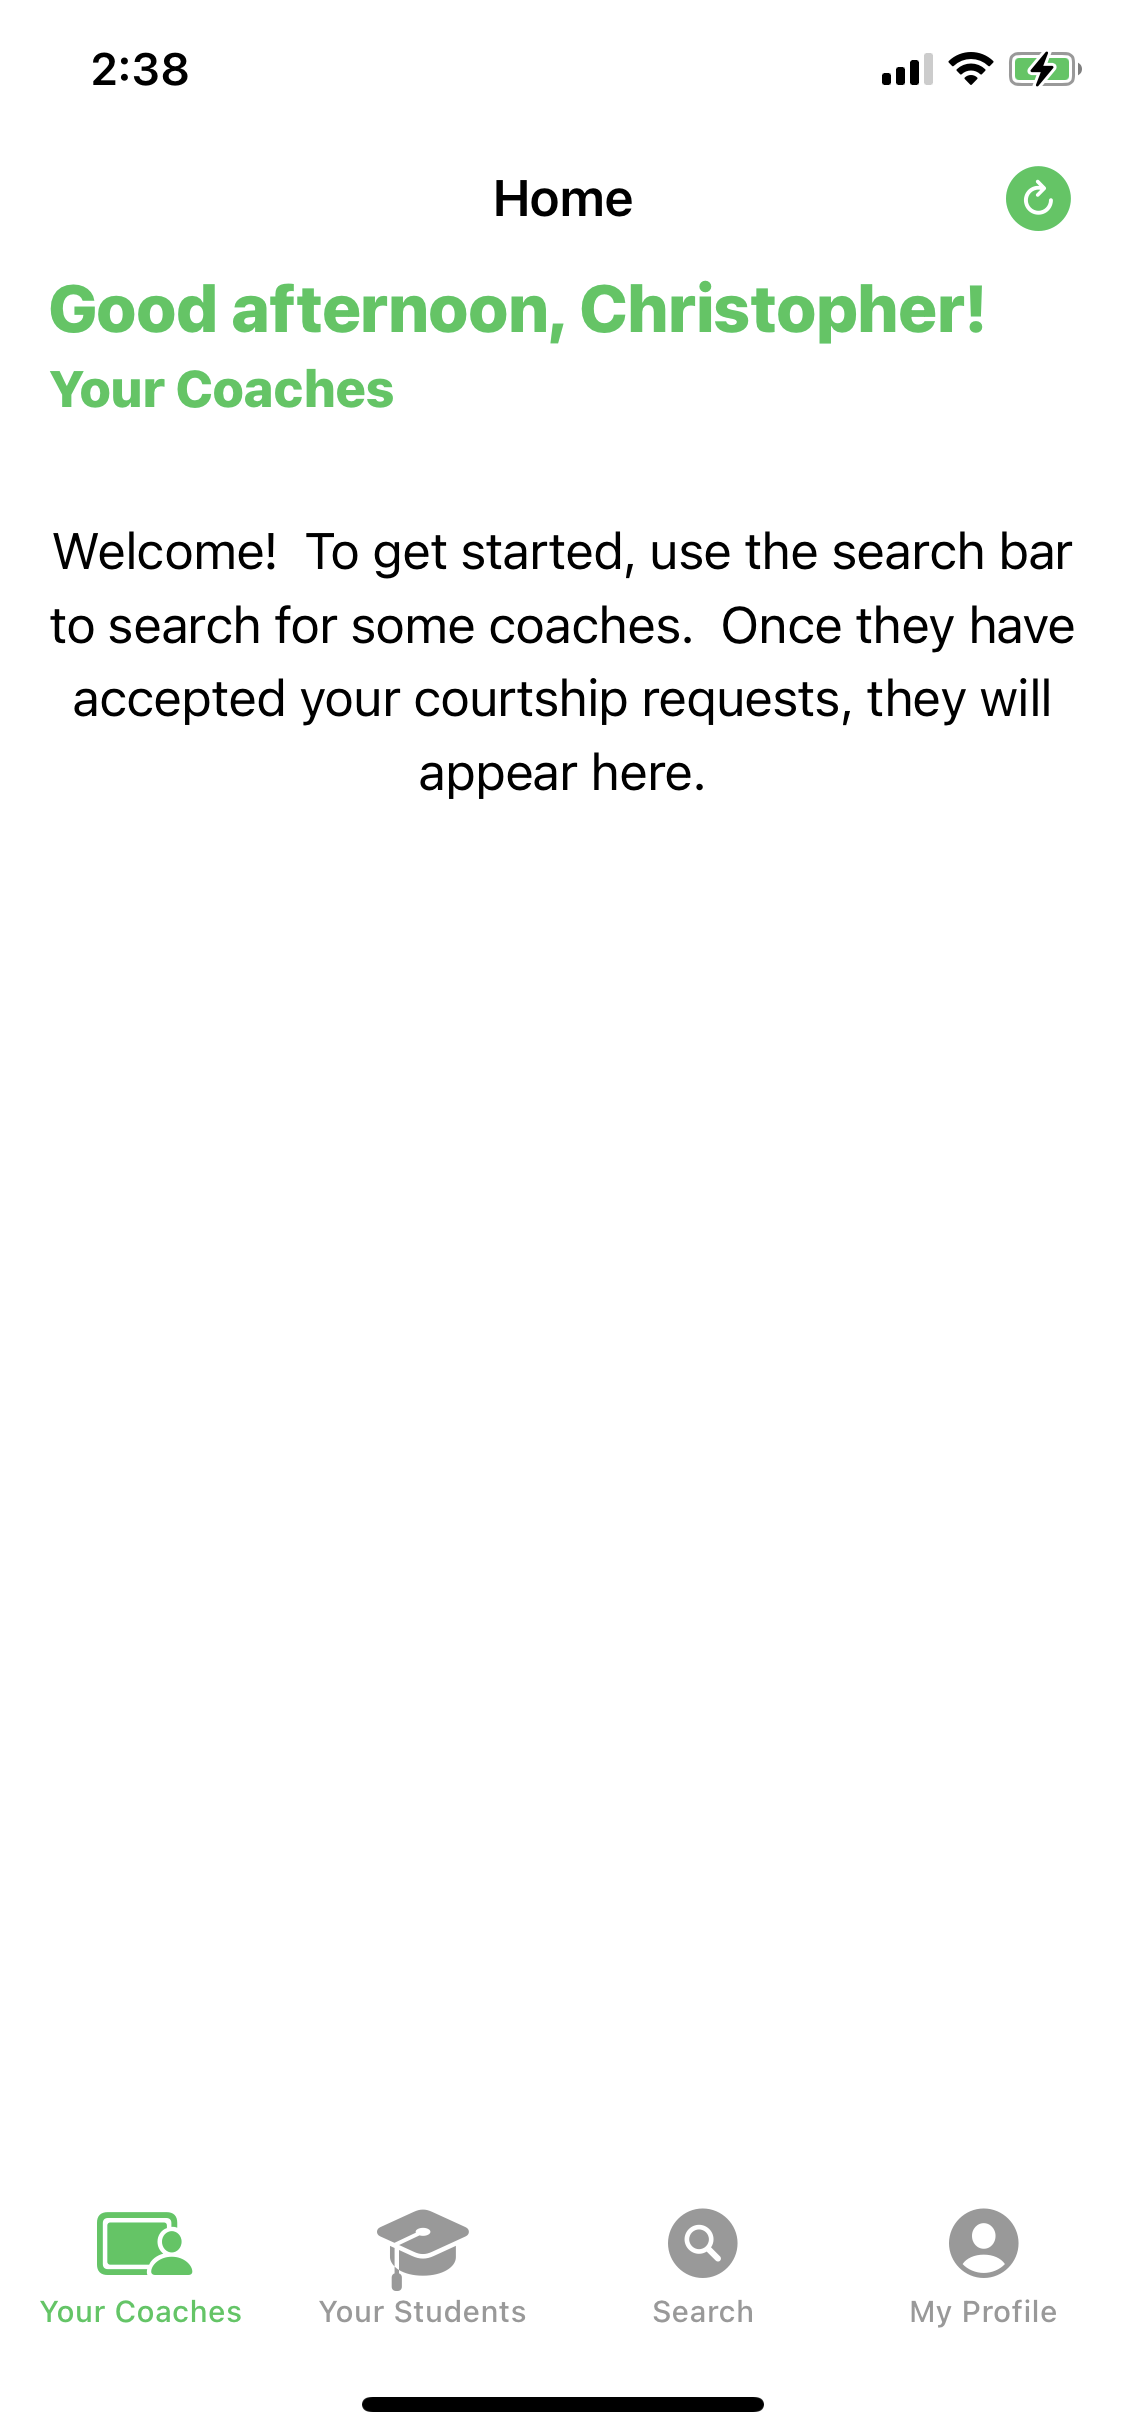 2:38
Home
Good afternoon, Christopher!
Your Coaches
Welcome!  To get started, use the search bar
to search for some coaches.  Once they have
accepted your courtship requests, they will
appear here.
Your Coaches
Your Students
Search
My Profile